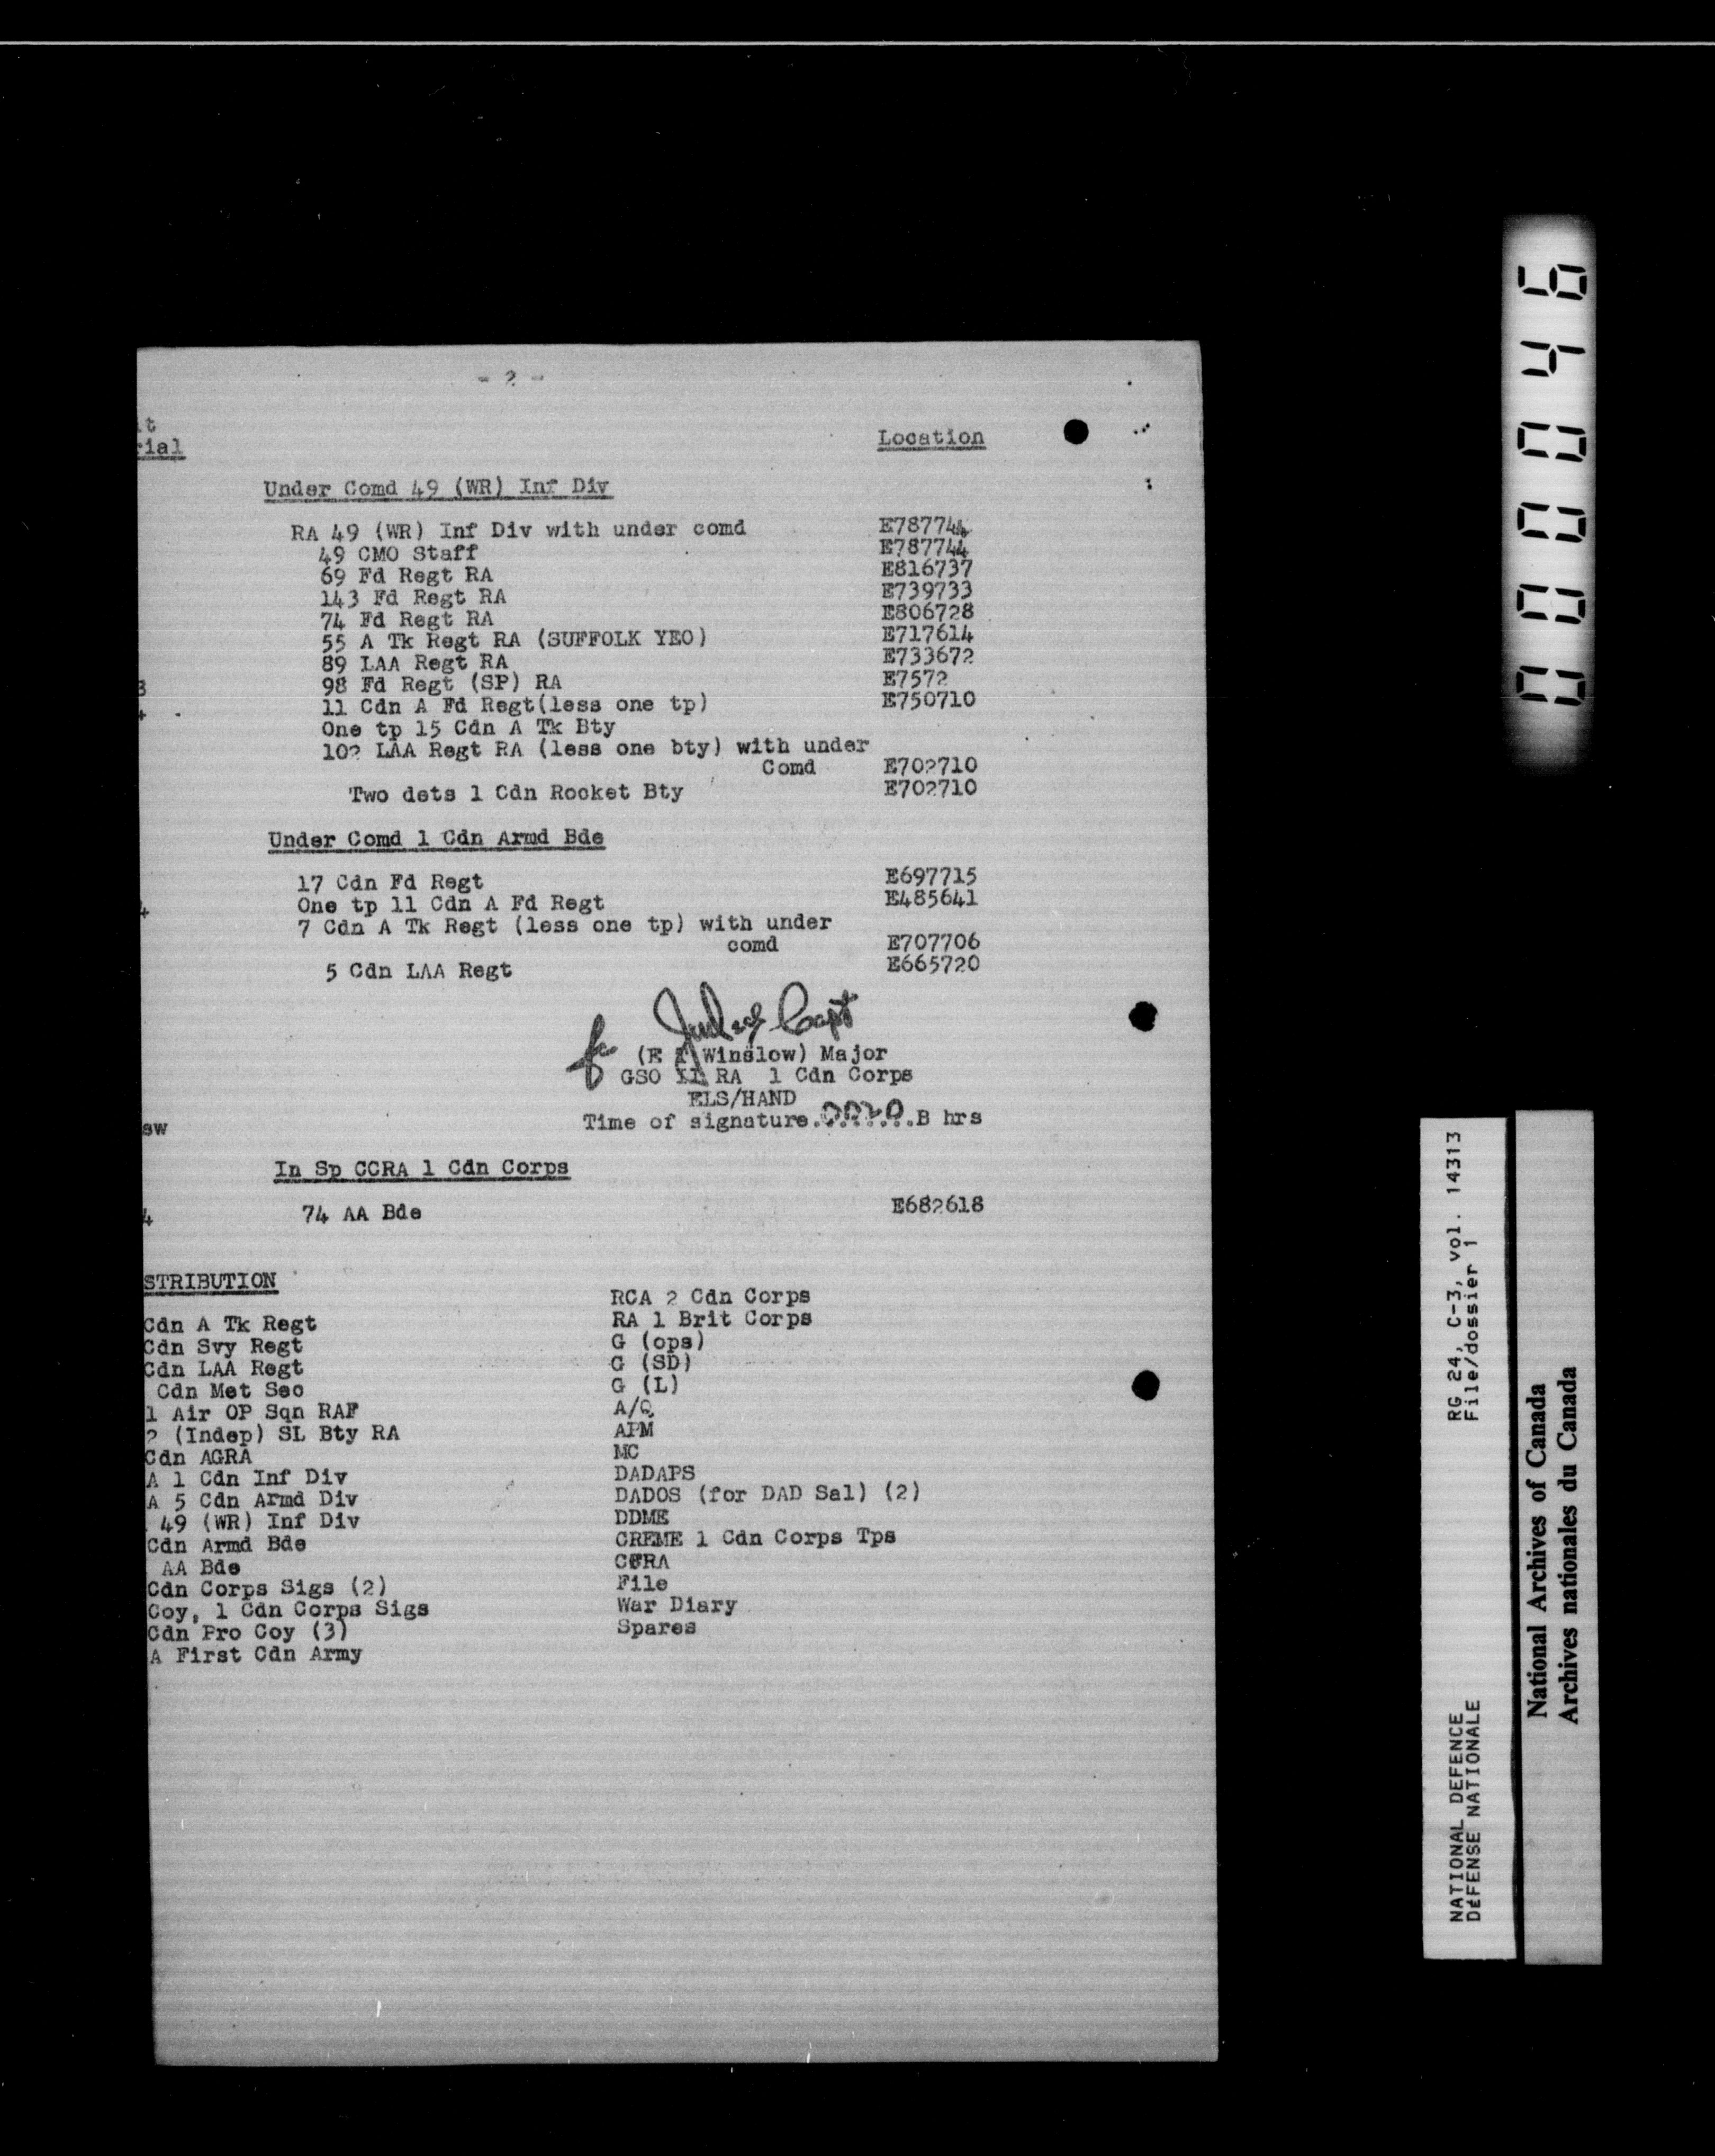 - 2 -
it
rial
Location
Under Comd 49 (WR) Inf Div
RA 49 (WR) Inf Div with under comd E787744
49 CMO Staff E787744
69 Fd Regt RA E816737
143 Fd Regt RA E739733
74 Fd Regt RA E806728
55 A Tk Regt RA (SUFFOLK YEO) E717614
89 LAA Regt RA E733672
98 Fd Regt (SP) RA E7572
11 Cdn A Fd Regt(less one tp) E750710
One tp 15 Cdn A Tk Bty
102 LAA Regt RA (less one bty) with under
Comd E702710
Two dets 1 Cdn Rocket Bty E702710
Under Comd 1 Cdn Armd Bde
17 Cdn Fd Regt E697715
4 One tp 11 Cdn A Fd Regt E485641
7 Cdn A Tk Regt (less one tp) with under
comd E707706
5 Cdn LAA Regt E665720
Capt
(E Winslow) Major
GSO II RA 1 Cdn Corps
ELS/HAND
Time of signature B hrs
sw
In Sp CCRA 1 Cdn Corps
4 74 AA Bde E682618
STRIBUTION
Cdn A Tk Regt
Cdn Svy Regt
Cdn LAA Regt
Cdn Met Sec
1 Air OP Sqn RAF
2 (Indep) SL Bty RA
Cdn AGRA
A 1 Cdn Inf Div
A 5 Cdn Armd Div
49 (WR) Inf Div
Cdn Armd Bde
AA Bde
Cdn Corps Sigs (2)
Coy, 1 Cdn Corps Sigs
Cdn Pro Coy (3)
A First Cdn Army
RCA 2 Cdn Corps
RA 1 Brit Corps
G (ops)
G (SD)
G (L)
A/Q
APM
MC
DADAPS
DADOS (for DAD Sal) (2)
DDME
CREME 1 Cdn Corps Tps
CCRA
File
War Diary
Spares
000046
RG 24, C-3, vol. 14313
File/dossier 1
NATIONAL DEFENCE
DéFENSE NATIONALE
National Archives of Canada
Archives nationales du Canada